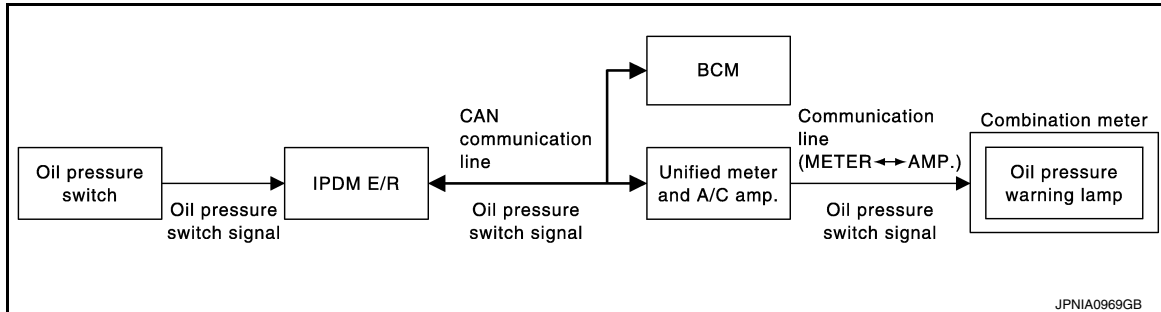 Oil pressure
switch
Oil pressure
switch signal
IPDM E/R
CAN
communication
line
Oil pressure
switch signal
BCM
Unified meter
and A/C amp.
Communication
line
(METER ◄─► AMP.)
Oil pressure
switch signal
Combination meter
Oil pressure
warning lamp
JPNIA0969GB